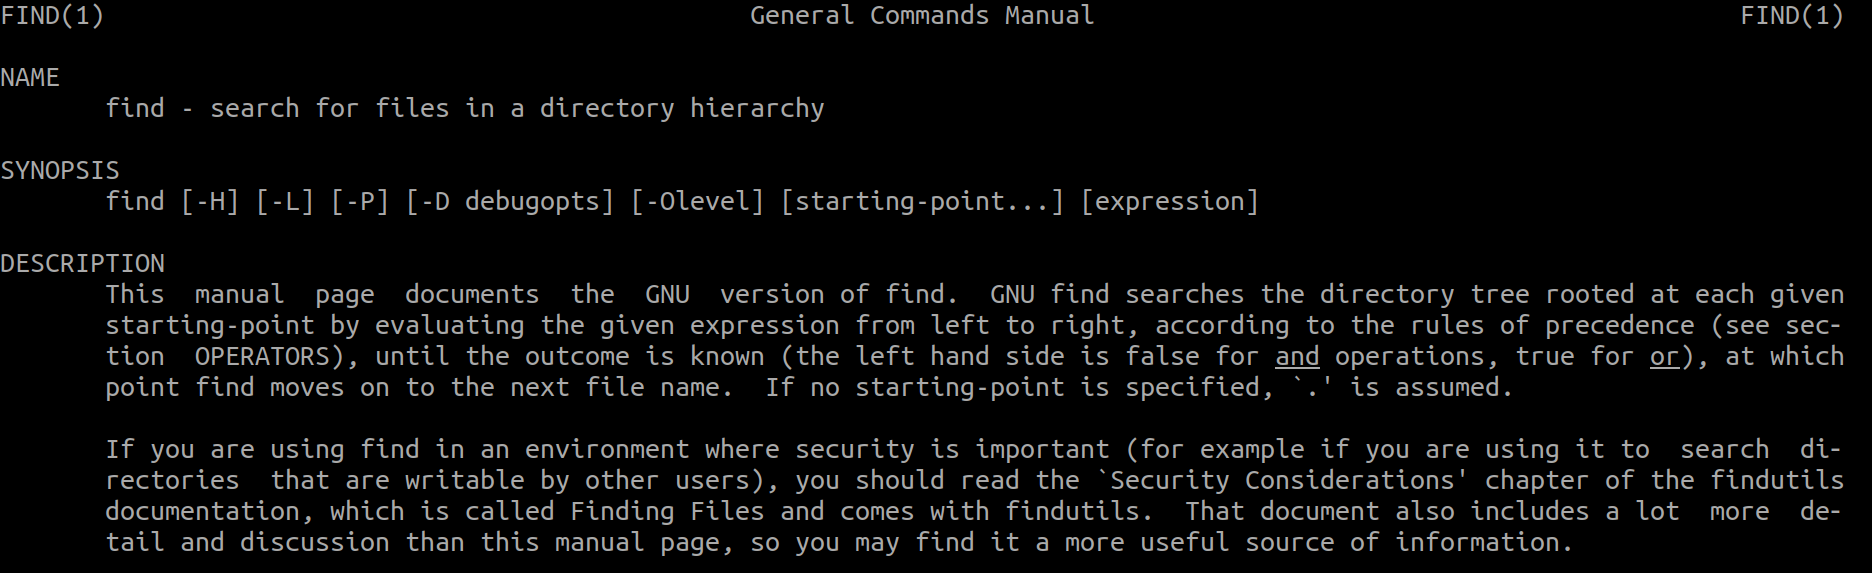 FIND(1) General Commands Manual FIND(1)
NAME
find - search for files in a directory hierarchy
SYNOPSIS
find [-H] [-L] [-P] [-D debugopts] [-Olevel] [starting-point...] [expression]
DESCRIPTION
This manual page documents the GNU version of find. GNU find searches the directory tree rooted at each given
starting-point by evaluating the given expression from left to right, according to the rules of precedence (see sec-
tion OPERATORS), until the outcome is known (the left hand side is false for and operations, true for or), at which
point find moves on to the next file name. If no starting-point is specified, `.' is assumed.
If you are using find in an environment where security is important (for example if you are using it to search di-
rectories that are writable by other users), you should read the `Security Considerations' chapter of the findutils
documentation, which is called Finding Files and comes with findutils. That document also includes a lot more de-
tail and discussion than this manual page, so you may find it a more useful source of information.